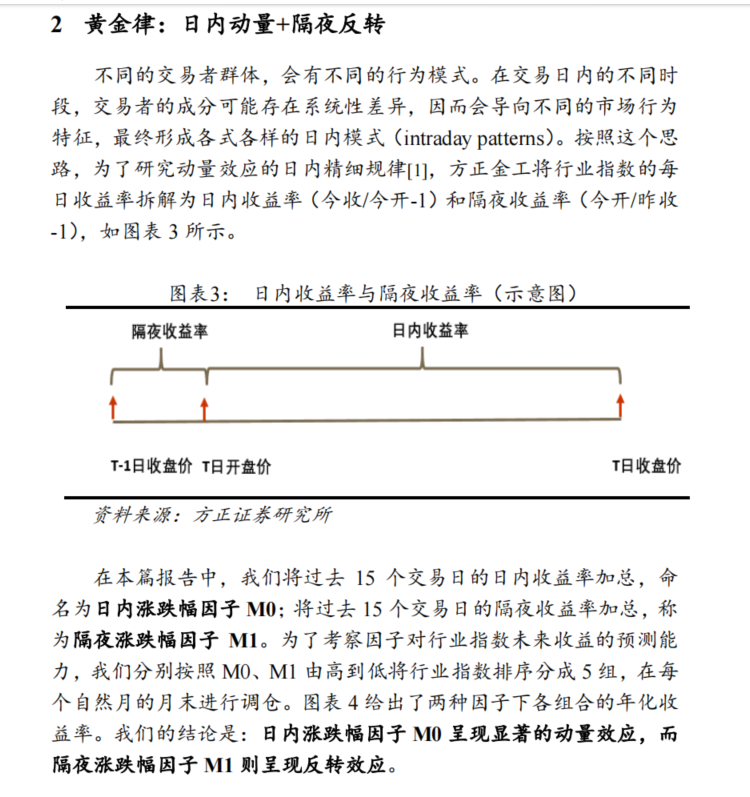 2 黄金律：日内动量+隔夜反转
不同的交易者群体，会有不同的行为模式。在交易日内的不同时
段，交易者的成分可能存在系统性差异，因而会导向不同的市场行为
特征，最终形成各式各样的日内模式（intraday patterns）。按照这个思
路，为了研究动量效应的日内精细规律[1]，方正金工将行业指数的每
日收益率拆解为日内收益率（今收/今开-1）和隔夜收益率（今开/昨收
-1），如图表 3 所示。
图表3： 日内收益率与隔夜收益率（示意图）
隔夜收益率 日内收益率
T-1日收盘价 T日开盘价 T日收盘价
资料来源：方正证券研究所
在本篇报告中，我们将过去 15 个交易日的日内收益率加总，命
名为日内涨跌幅因子 M0；将过去 15 个交易日的隔夜收益率加总，称
为隔夜涨跌幅因子 M1。为了考察因子对行业指数未来收益的预测能
力，我们分别按照 M0、M1 由高到低将行业指数排序分成 5 组，在每
个自然月的月末进行调仓。图表 4 给出了两种因子下各组合的年化收
益率。我们的结论是：日内涨跌幅因子 M0 呈现显著的动量效应，而
隔夜涨跌幅因子 M1 则呈现反转效应。